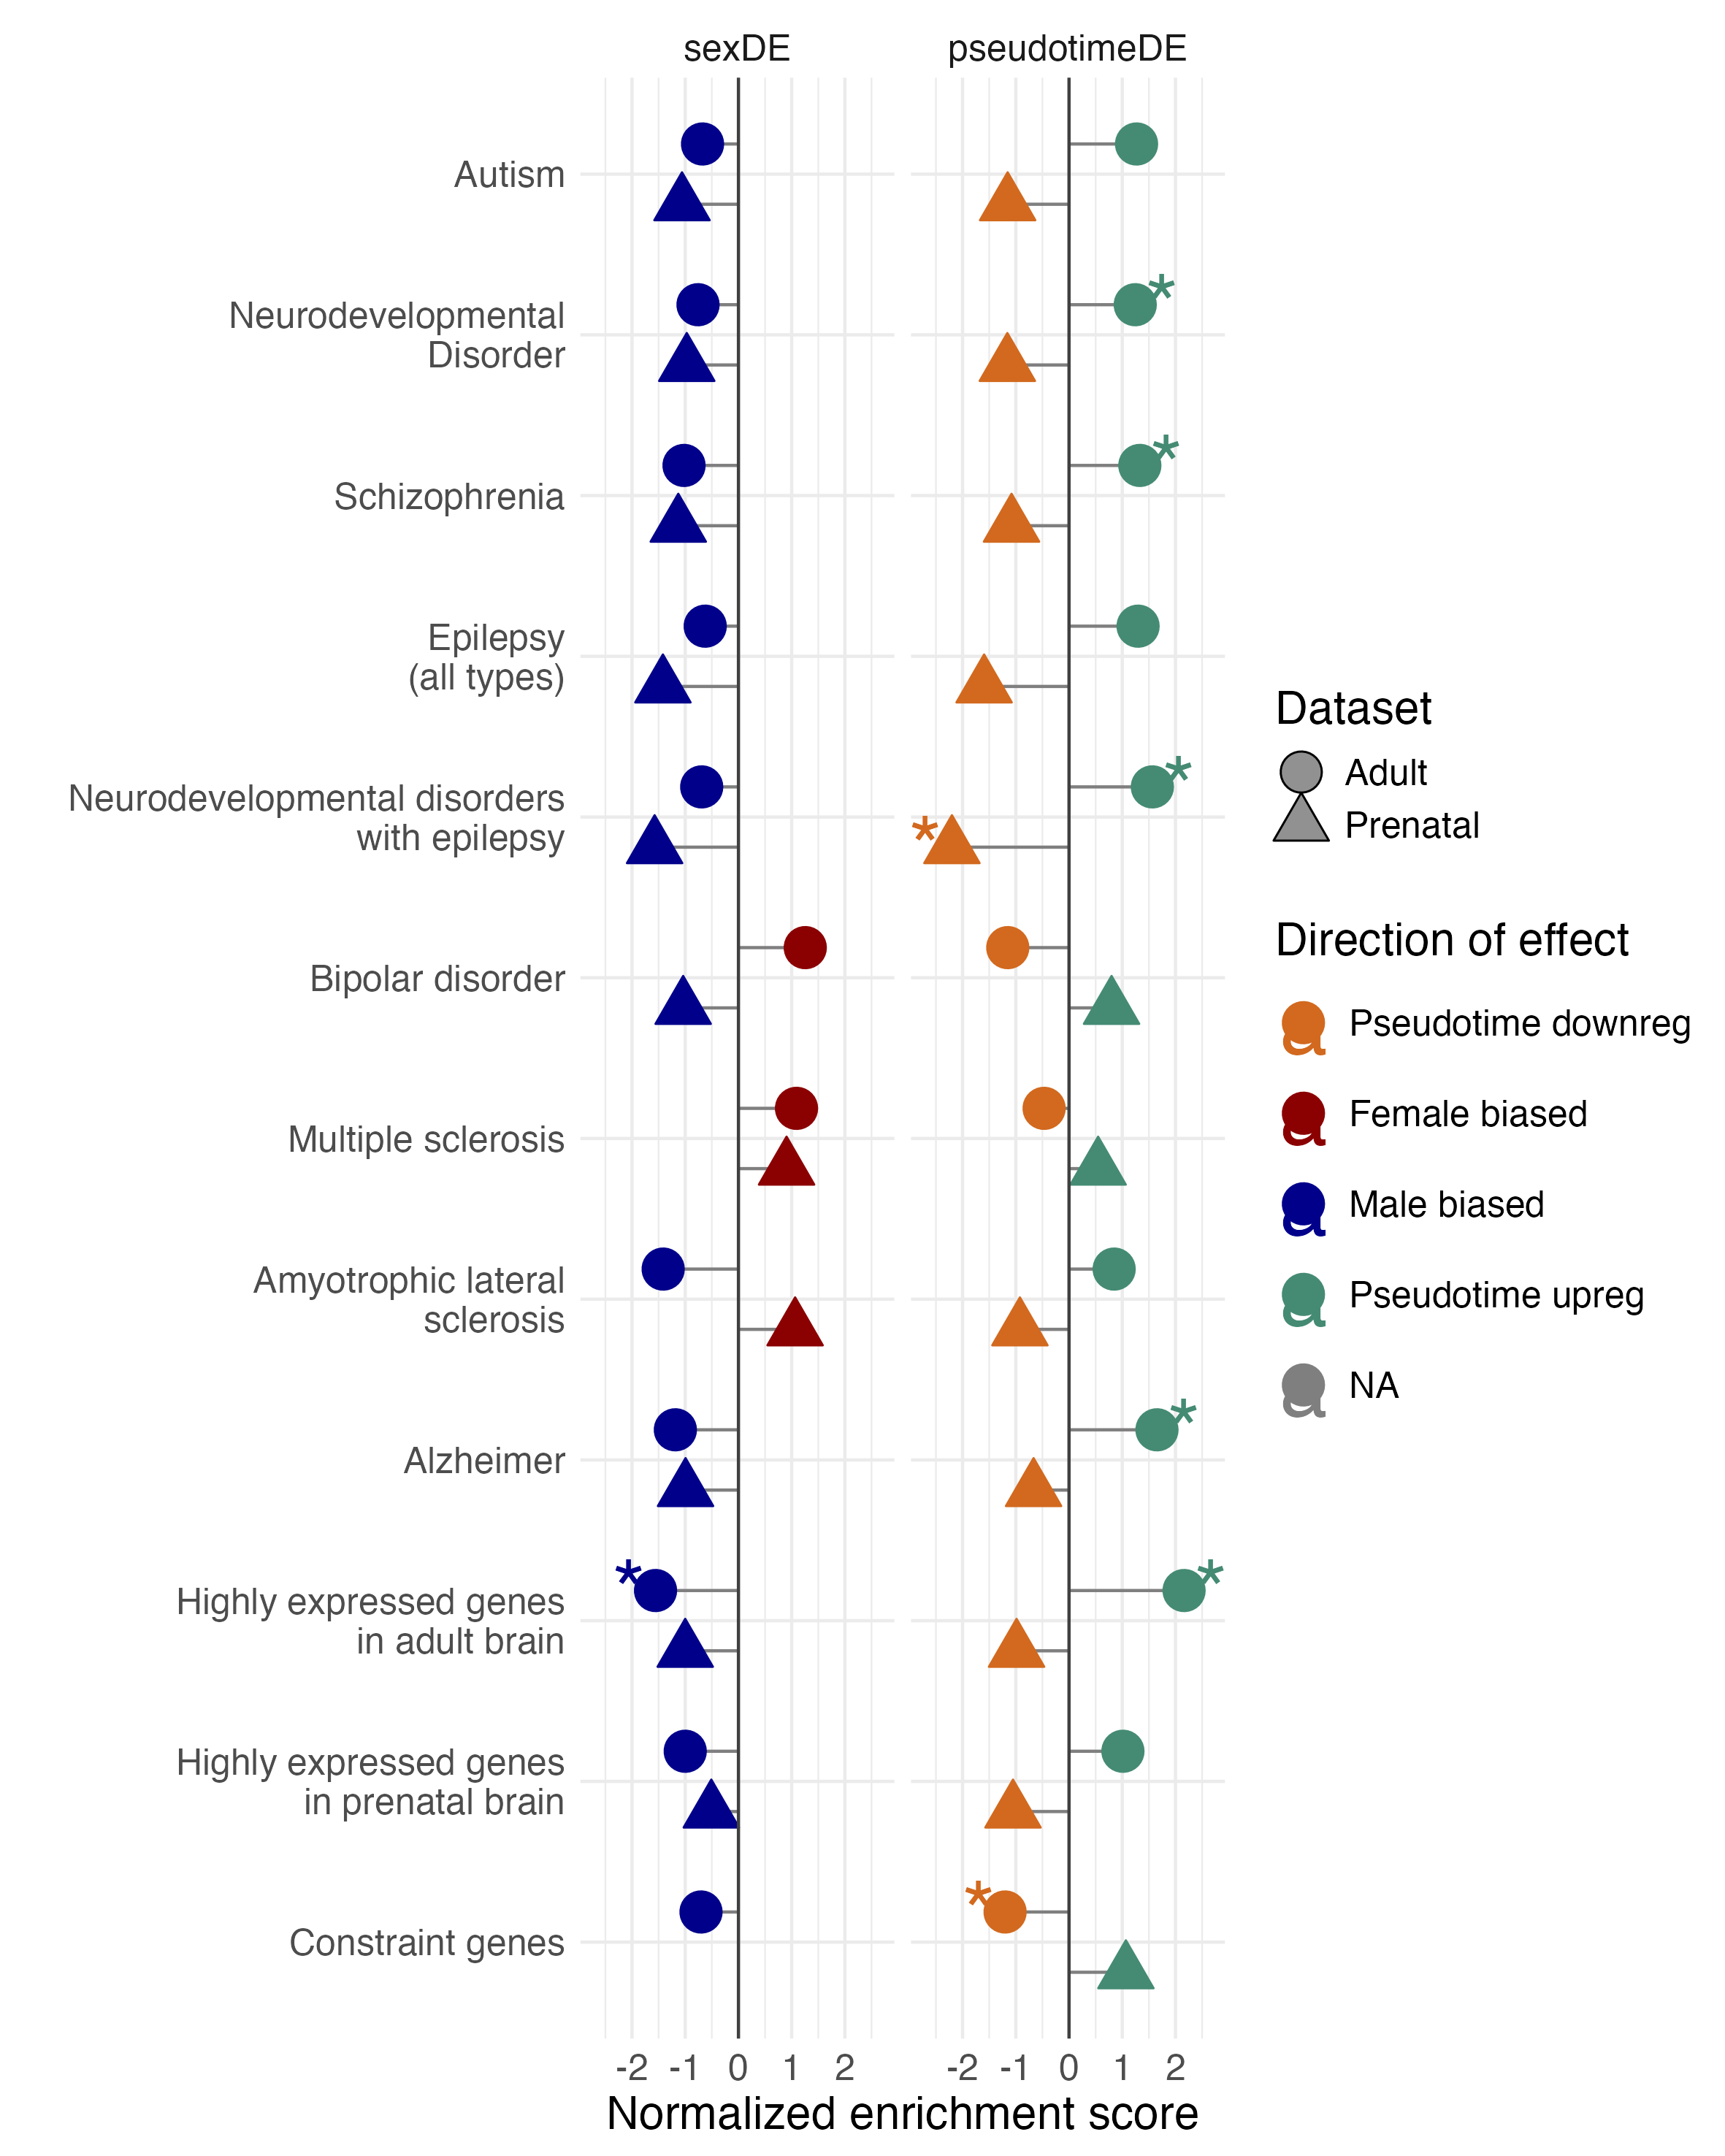 sexDE pseudotimeDE
Autism
*
Neurodevelopmental
Disorder
*
Schizophrenia
Epilepsy
(all types)
*
Neurodevelopmental disorders
with epilepsy
*
Bipolar disorder
Multiple sclerosis
Amyotrophic lateral
sclerosis
*
Alzheimer
* *
Highly expressed genes
in adult brain
Highly expressed genes
in prenatal brain
*
Constraint genes
-2 -1 0 1 2 -2 -1 0 1 2
Normalized enrichment score
Dataset
Adult
Prenatal
Direction of effect
a Pseudotime downreg
a Female biased
a Male biased
a Pseudotime upreg
a NA